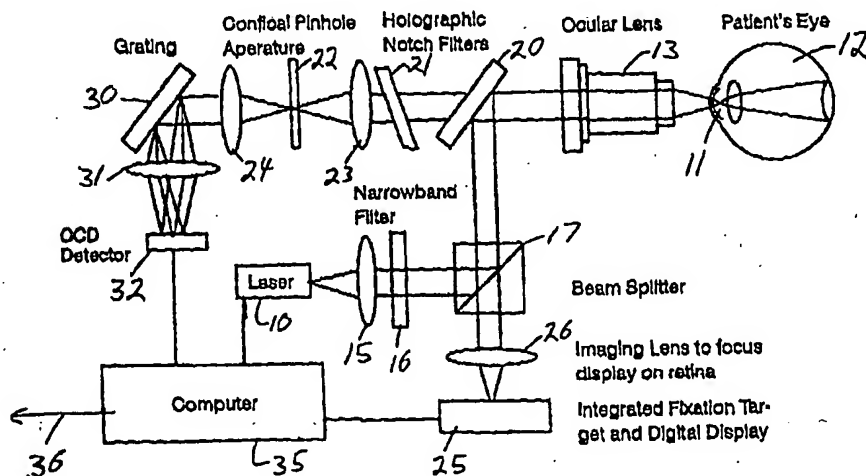 Grating
30
Confical Pinhole
Aperature
22
Holographic
Notch Filters
21
20
Ocular Lens
13
Patient's Eye
12
11
24
23
31
OCD
Detector
32
Narrowband
Filter
17
Laser
10
15
16
Beam Splitter
26
Imaging Lens to focus
display on retina
Computer
35
36
25
Integrated Fixation Tar-
get and Digital Display